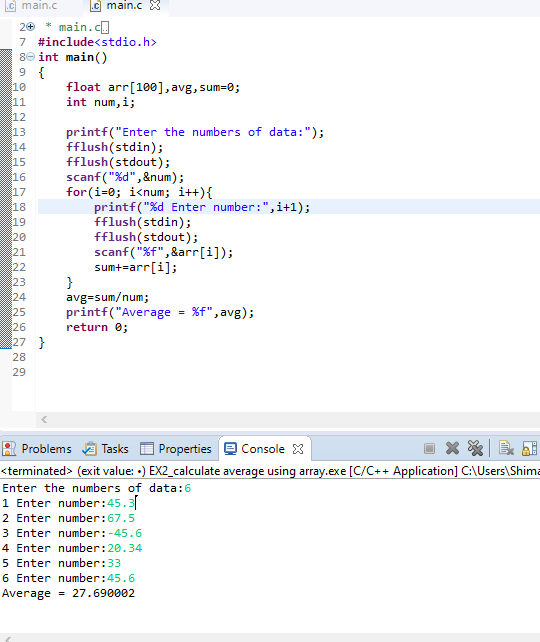 main.c
main.c
2 * main.c
7 #include<stdio.h>
8 int main()
9 {
10 float arr[100],avg,sum=0;
11 int num,i;
12
13 printf("Enter the numbers of data:");
14 fflush(stdin);
15 fflush(stdout);
16 scanf("%d",&num);
17 for(i=0; i<num; i++){
18 printf("%d Enter number:",i+1);
19 fflush(stdin);
20 fflush(stdout);
21 scanf("%f",&arr[i]);
22 sum+=arr[i];
23 }
24 avg=sum/num;
25 printf("Average = %f",avg);
26 return 0;
27 }
28
29
Problems Tasks Properties Console
<terminated> (exit value: •) EX2_calculate average using array.exe [C/C++ Application] C:\Users\Shima
Enter the numbers of data:6
1 Enter number:45.3
2 Enter number:67.5
3 Enter number:-45.6
4 Enter number:20.34
5 Enter number:33
6 Enter number:45.6
Average = 27.690002